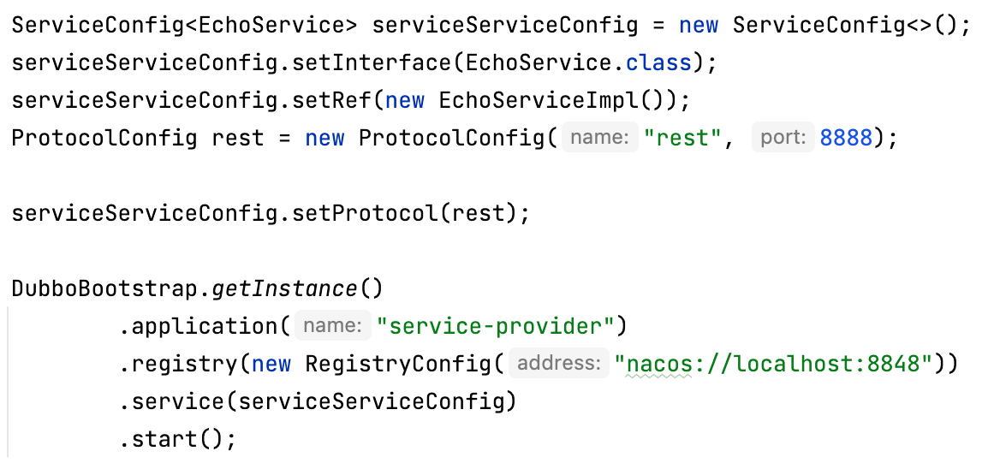 ServiceConfig<EchoService> serviceServiceConfig = new ServiceConfig<>();
serviceServiceConfig.setInterface(EchoService.class);
serviceServiceConfig.setRef(new EchoServiceImpl());
ProtocolConfig rest = new ProtocolConfig( name: "rest", port: 8888);
serviceServiceConfig.setProtocol(rest);
DubboBootstrap.getInstance()
.application( name: "service-provider")
.registry(new RegistryConfig( address: "nacos://localhost:8848"))
.service(serviceServiceConfig)
.start();